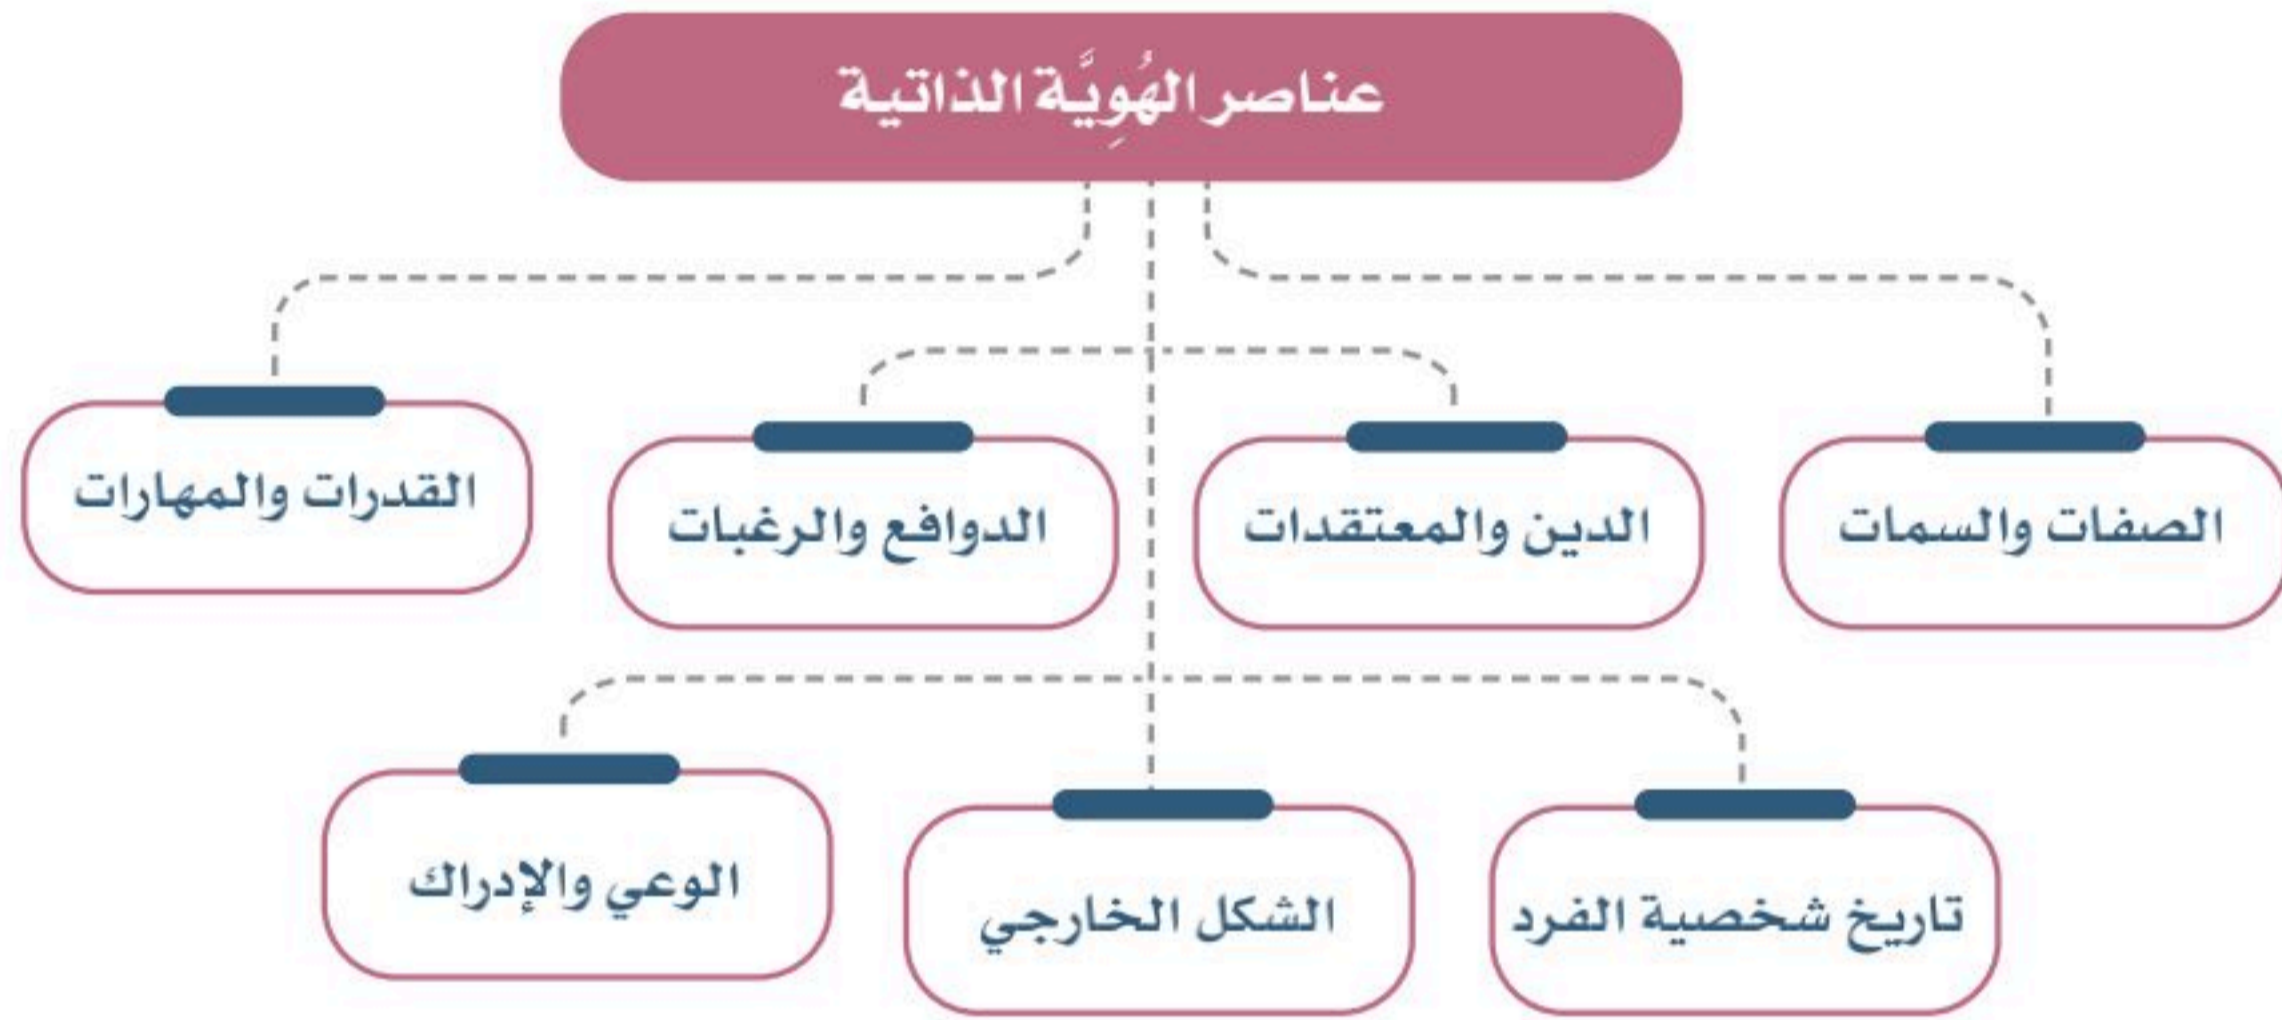 عناصر الهُوِيَّة الذاتية
الصفات والسمات
الدين والمعتقدات
الدوافع والرغبات
القدرات والمهارات
تاريخ شخصية الفرد
الشكل الخارجي
الوعي والإدراك